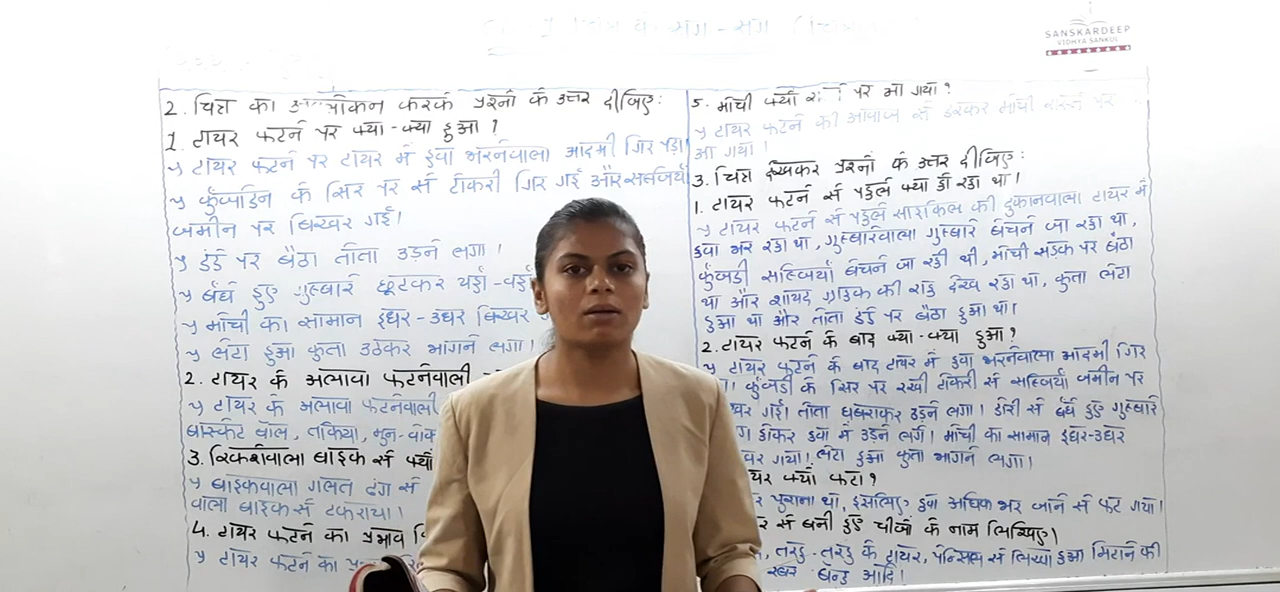 के संग - संग
SANSKARDEEP
VIDHYA SANKUL
2. चित्र का अवलोकन करके प्रश्नों के उत्तर दीजिए:
1. टायर फटने पर क्या-क्या हुआ ?
→ टायर फटने पर टायर में हवा भरनेवाला आदमी गिर पड़ा।
→ कुँजड़िन के सिर पर से टोकरी गिर गई और सब्जियाँ
जमीन पर बिखर गई।
→ डंडे पर बैठा तोता उड़ने लगा ।
→ बंधे हुए गुब्बारे छूटकर यहाँ-वहाँ
→ मोची का सामान इधर-उधर बिखर
→ लेटा हुआ कुत्ता उठकर भागने लगा।
2. टायर के अलावा फटनेवाली
→ टायर के अलावा फटनेवाली
बास्केट बॉल, तकिया,
3. रिक्शेवाला बाइक से क्यों
→ बाइकवाला गलत ढंग से
वाला बाइक से टकराया।
4. टायर फटने का प्रभाव
→ टायर फटने का
5. मोची क्यों पर आ गया ?
→ टायर फटने की आवाज से डरकर मोची रास्ते पर
आ गया ।
3. चित्र देखकर प्रश्नों के उत्तर दीजिए:
1. टायर फटने से पहले क्या हो रहा था।
→ टायर फटने से पहले साइकिल की दुकानवाला टायर में
हवा भर रहा था, गुब्बारेवाला गुब्बारे बेचने जा रहा था,
कुँजड़ी सब्जियाँ बेचने जा रही थी, मोची सड़क पर बैठा
था और शायद ग्राहक की राह देख रहा था, कुत्ता लेटा
हुआ था और तोता डंडे पर बैठा हुआ था।
2. टायर फटने के बाद क्या-क्या हुआ ?
→ टायर फटने के बाद टायर में हवा भरनेवाला आदमी गिर
कुँजड़ी के सिर पर रखी टोकरी से सब्जियाँ जमीन पर
गई। तोता घबराकर उड़ने लगा। डोरी से बंधे हुए गुब्बारे
होकर हवा में उड़ने लगे। मोची का सामान इधर-उधर
गया। लेटा हुआ कुत्ता भागने लगा।
क्यों फटा ?
पुराना था, इसलिए हवा अधिक भर जाने से फट गया।
से बनी हुई चीजों के नाम लिखिए।
तरह-तरह के टायर, पेन्सिल से लिखा हुआ मिटाने की
रबर बेन्ड आदि।